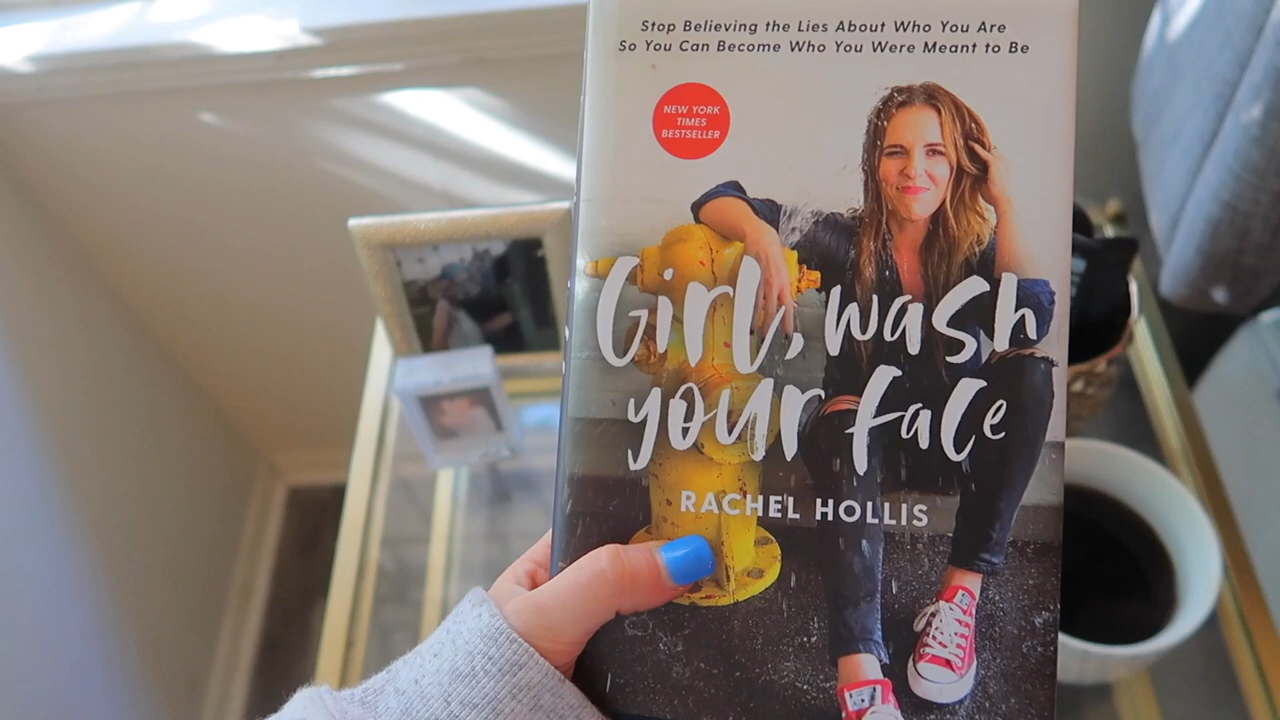 Stop Believing the Lies About Who You Are
So You Can Become Who You Were Meant to Be
NEW YORK
TIMES
BESTSELLER
Girl, wash
your face
RACHEL HOLLIS